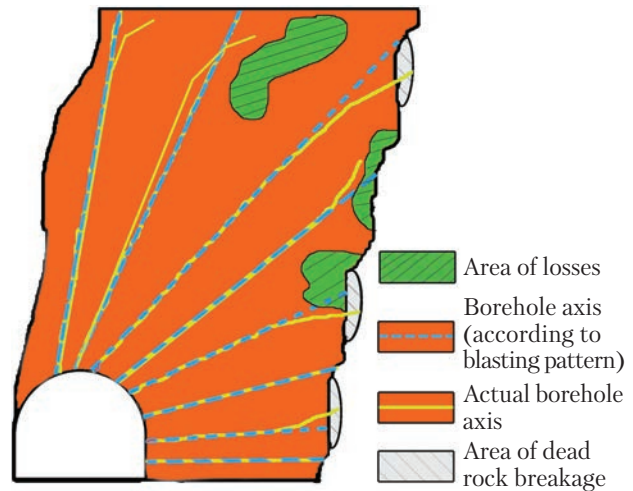 Area of losses
Borehole axis
(according to
blasting pattern)
Actual borehole
axis
Area of dead
rock breakage